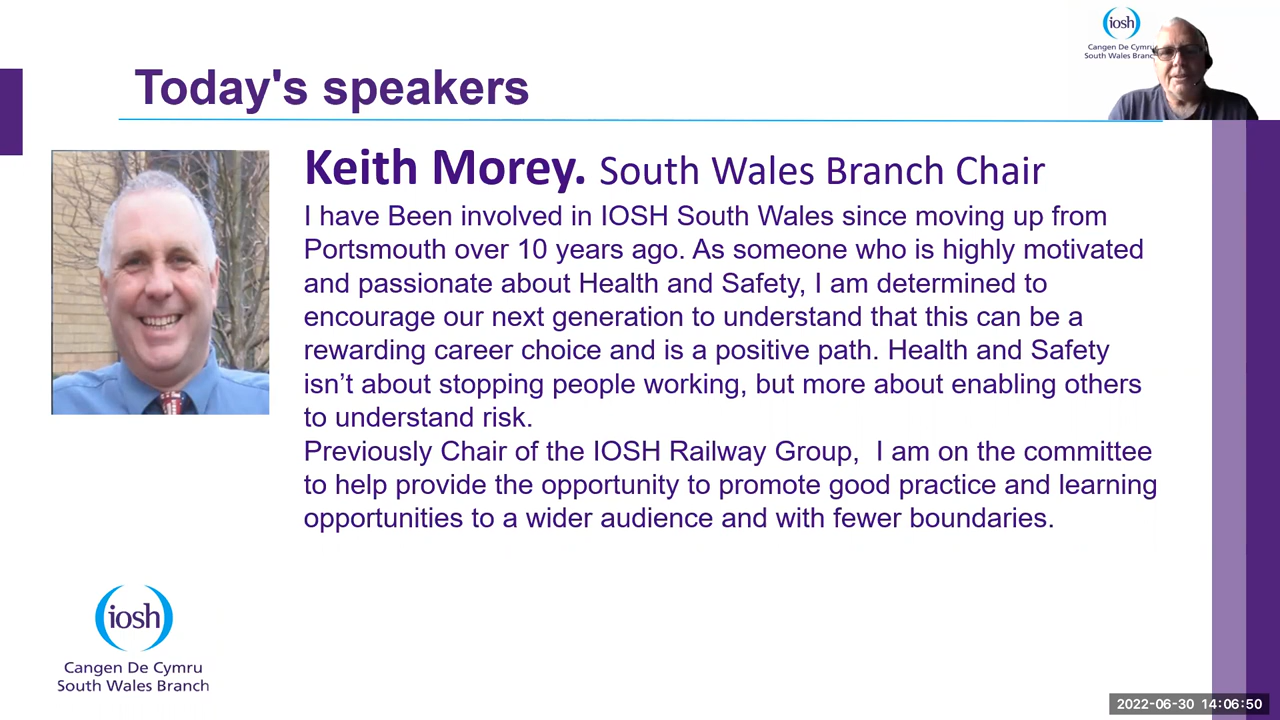 iosh
Cangen De Cymru
South Wales Branc
Today's speakers
Keith Morey. South Wales Branch Chair
I have Been involved in IOSH South Wales since moving up from
Portsmouth over 10 years ago. As someone who is highly motivated
and passionate about Health and Safety, I am determined to
encourage our next generation to understand that this can be a
rewarding career choice and is a positive path. Health and Safety
isn’t about stopping people working, but more about enabling others
to understand risk.
Previously Chair of the IOSH Railway Group,  I am on the committee
to help provide the opportunity to promote good practice and learning
opportunities to a wider audience and with fewer boundaries.
iosh
Cangen De Cymru
South Wales Branch
2022-06-30 14:06:50